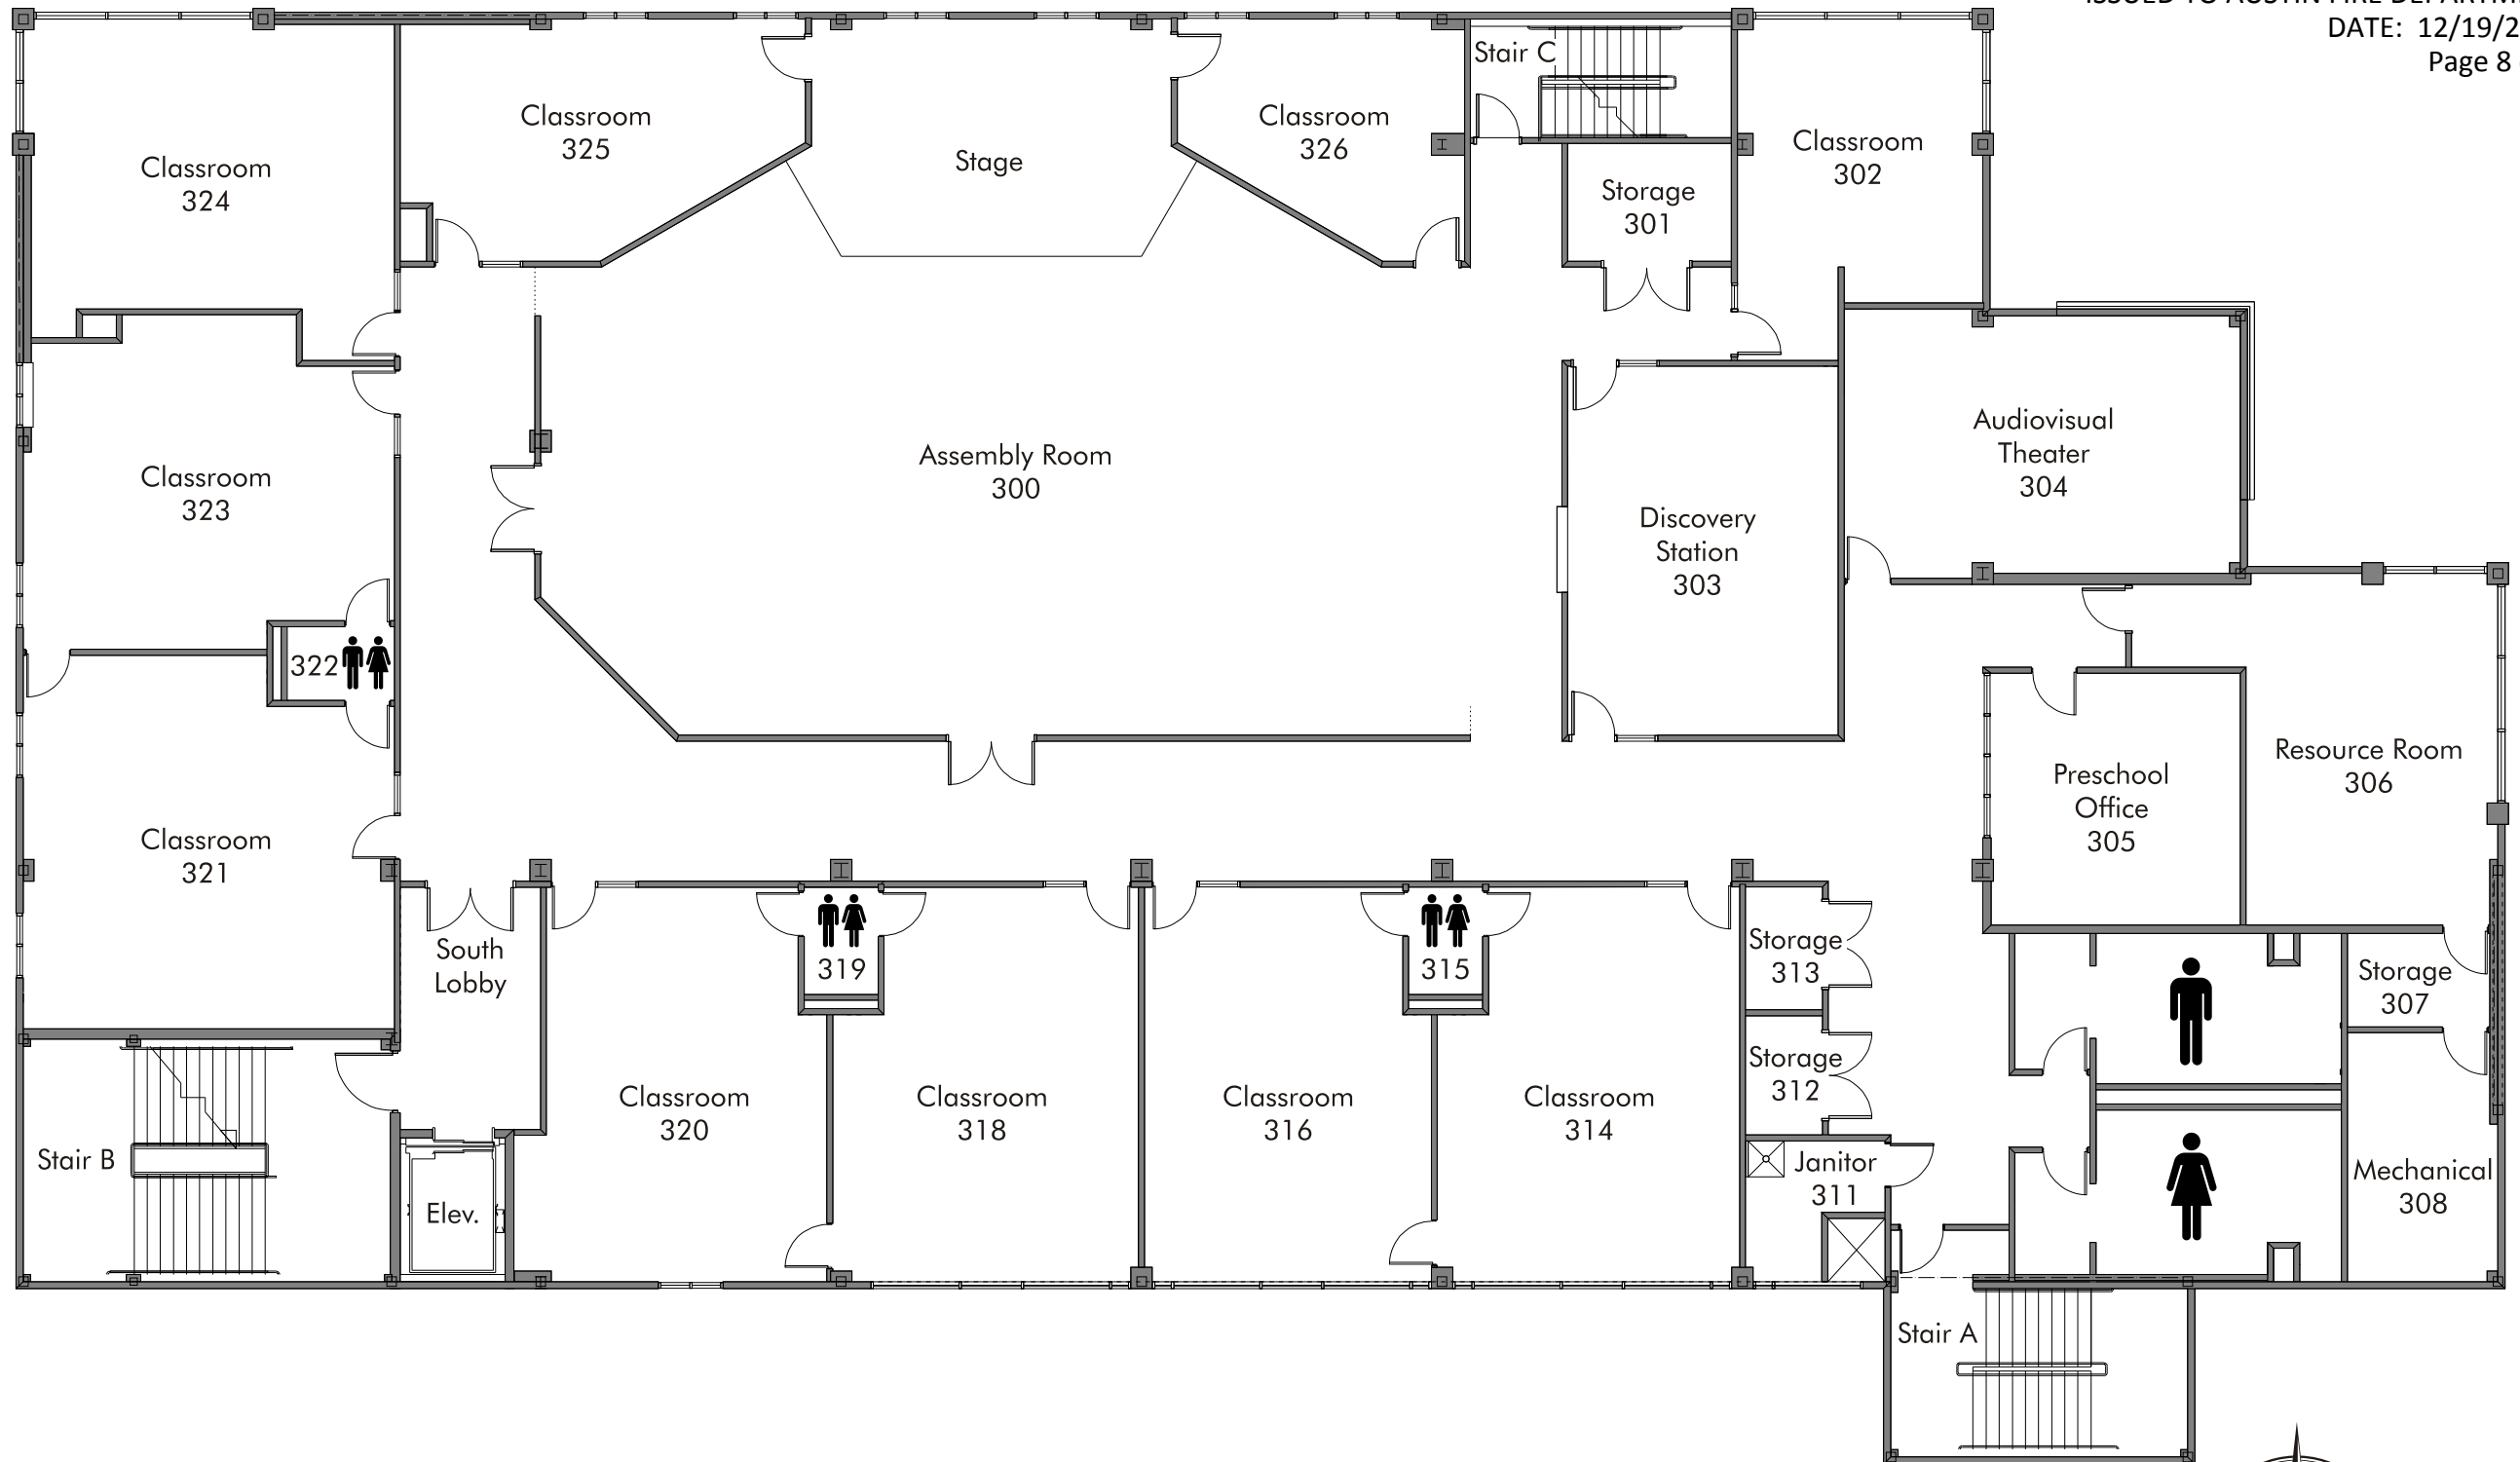 DATE: 12/19/2
Page 8
Stair C
Classroom
325
Classroom
326
Stage
Classroom
302
Classroom
324
Storage
301
Audiovisual
Theater
304
Assembly Room
300
Classroom
323
Discovery
Station
303
322
Preschool
Office
305
Resource Room
306
Classroom
321
South
Lobby
319
315
Storage
313
Storage
307
Storage
312
Classroom
320
Classroom
318
Classroom
316
Classroom
314
Stair B
Elev.
Janitor
311
Mechanical
308
Stair A